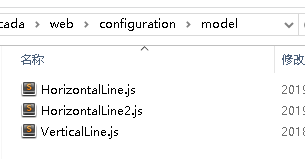 cada > web > configuration > model
名称 修改
HorizontalLine.js 2019
HorizontalLine2.js 2019
VerticalLine.js 2018